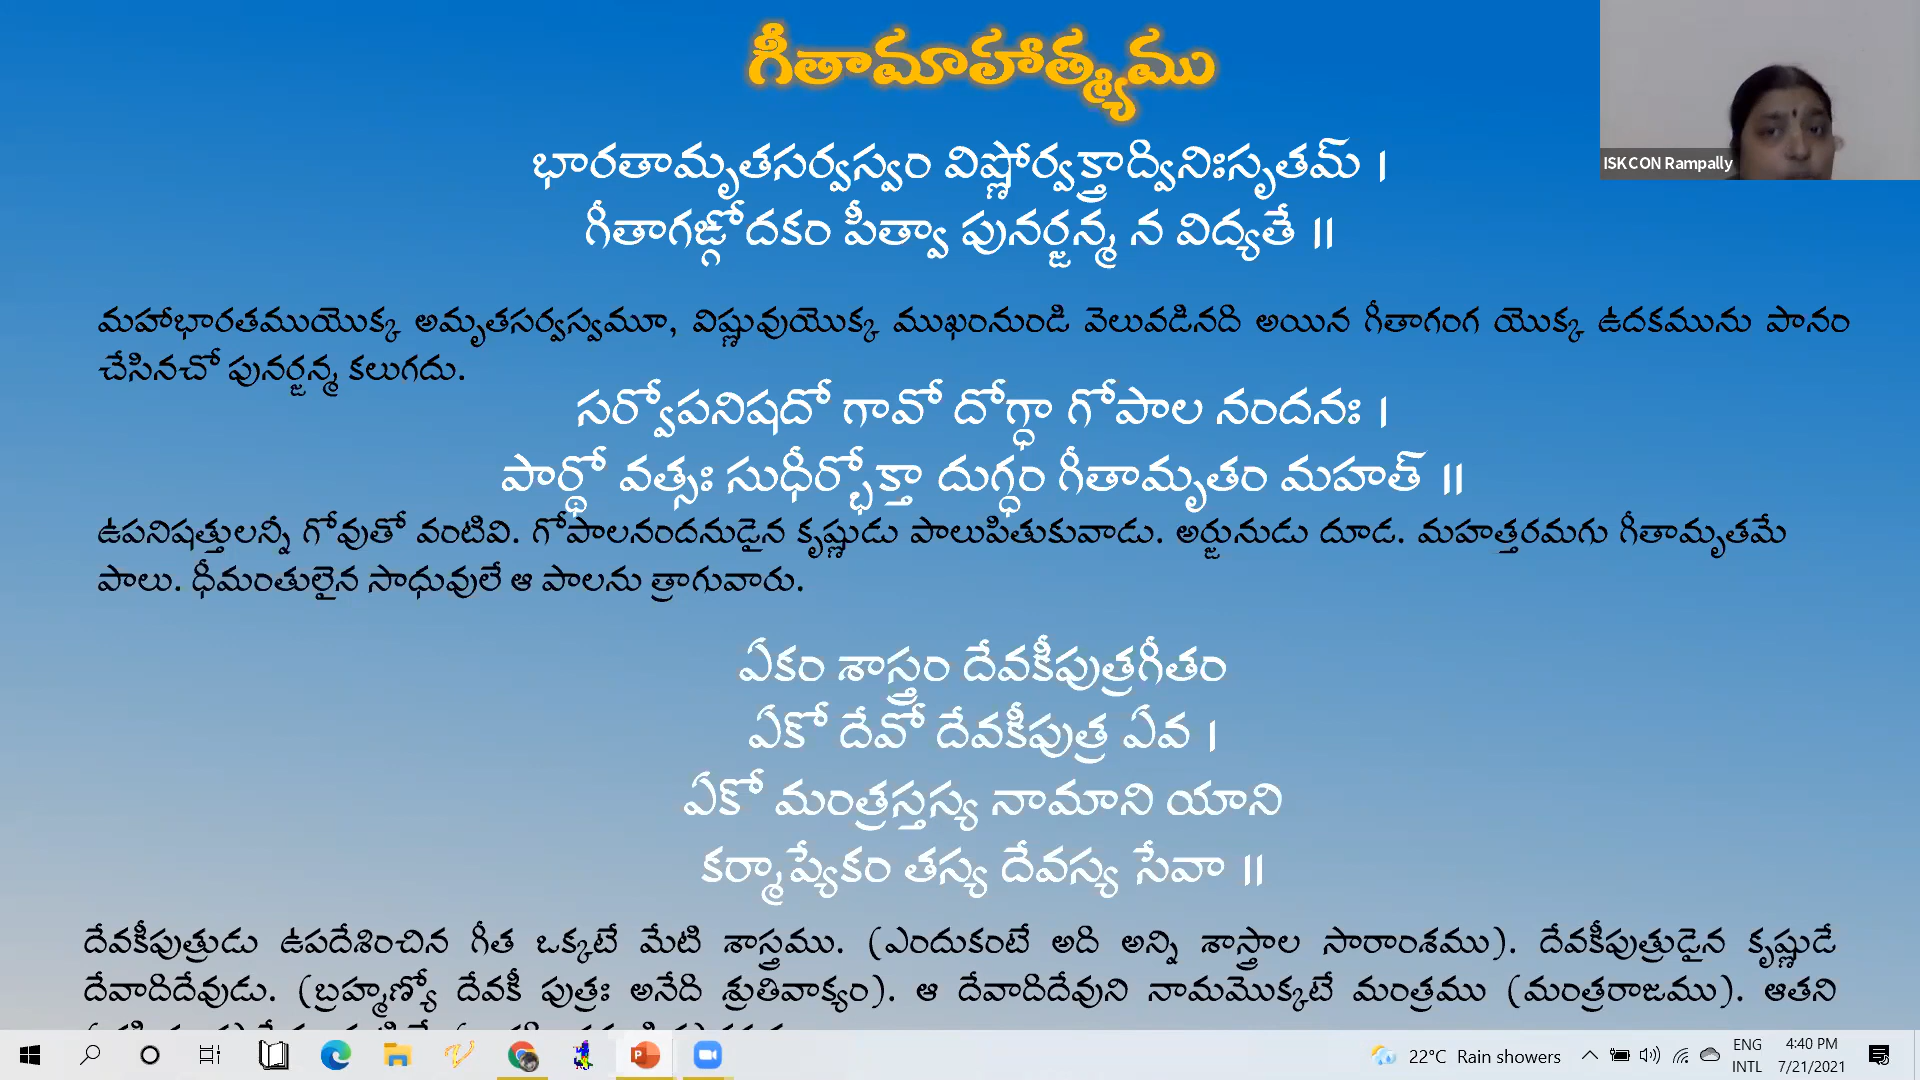 గీతామాహాత్మ్యము
భారతామృతసర్వస్వం విష్ణోర్వక్త్రాద్వినిఃసృతమ్ ।
గీతాగఙ్గోదకం పీత్వా పునర్జన్మ న విద్యతే ॥
మహాభారతముయొక్క అమృతసర్వస్వమూ, విష్ణువుయొక్క ముఖంనుండి వెలువడినది అయిన గీతాగంగ యొక్క ఉదకమును పానం
చేసినచో పునర్జన్మ కలుగదు.
సర్వోపనిషదో గావో దోగ్ధా గోపాల నందనః ।
పార్థో వత్సః సుధీర్భోక్తా దుగ్ధం గీతామృతం మహత్ ॥
ఉపనిషత్తులన్నీ గోవుతో వంటివి. గోపాలనందనుడైన కృష్ణుడు పాలుపితుకువాడు. అర్జునుడు దూడ. మహత్తరమగు గీతామృతమే
పాలు. ధీమంతులైన సాధువులే ఆ పాలను త్రాగువారు.
ఏకం శాస్త్రం దేవకీపుత్రగీతం
ఏకో దేవో దేవకీపుత్ర ఏవ ।
ఏకో మంత్రస్తస్య నామాని యాని
కర్మాప్యేకం తస్య దేవస్య సేవా ॥
దేవకీపుత్రుడు ఉపదేశించిన గీత ఒక్కటే మేటి శాస్త్రము. (ఎందుకంటే అది అన్ని శాస్త్రాల సారాంశము). దేవకీపుత్రుడైన కృష్ణుడే
దేవాదిదేవుడు. (బ్రహ్మణ్యో దేవకీ పుత్రః అనేది శ్రుతివాక్యం). ఆ దేవాదిదేవుని నామమొక్కటే మంత్రము (మంత్రరాజము). ఆతని
ISKCON Rampally
22°C Rain showers
ENG
INTL
4:40 PM
7/21/2021